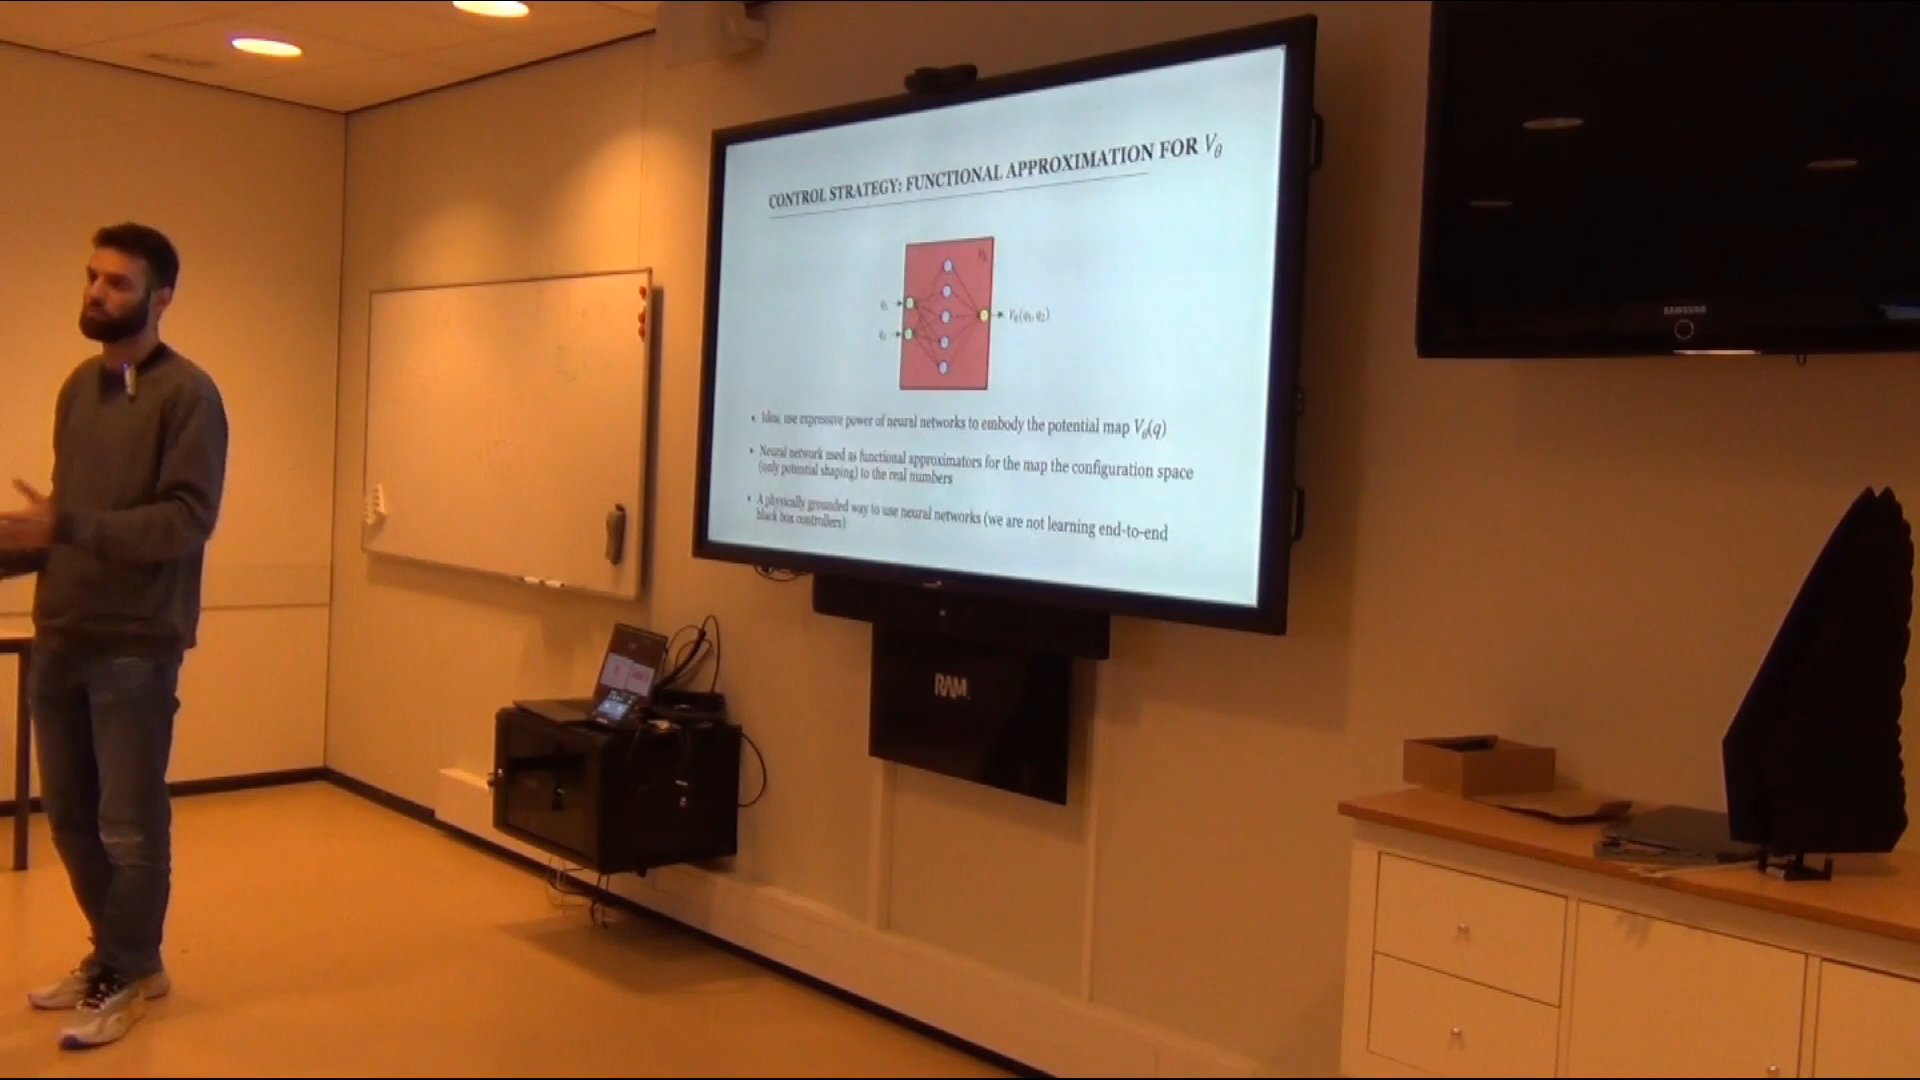 CONTROL STRATEGY: FUNCTIONAL APPROXIMATION FOR Vθ
Vθ(q₁, q₂)
• Idea, use expressive power of neural networks to embody the potential map Vθ(q)
• Neural network used as functional approximators for the map the configuration space
(only potential shaping) to the real numbers
• A physically grounded way to use neural networks (we are not learning end-to-end
black box controllers)
SAMSUNG
RAM